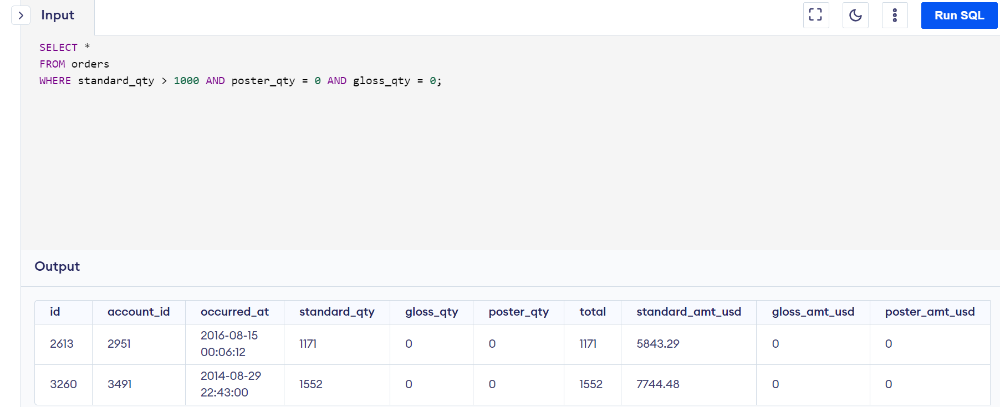 Input
Run SQL
SELECT *
FROM orders
WHERE standard_qty > 1000 AND poster_qty = 0 AND gloss_qty = 0;
Output
id account_id occurred_at standard_qty gloss_qty poster_qty total standard_amt_usd gloss_amt_usd poster_amt_usd
2613 2951 2016-08-15 00:06:12 1171 0 0 1171 5843.29 0 0
3260 3491 2014-08-29 22:43:00 1552 0 0 1552 7744.48 0 0